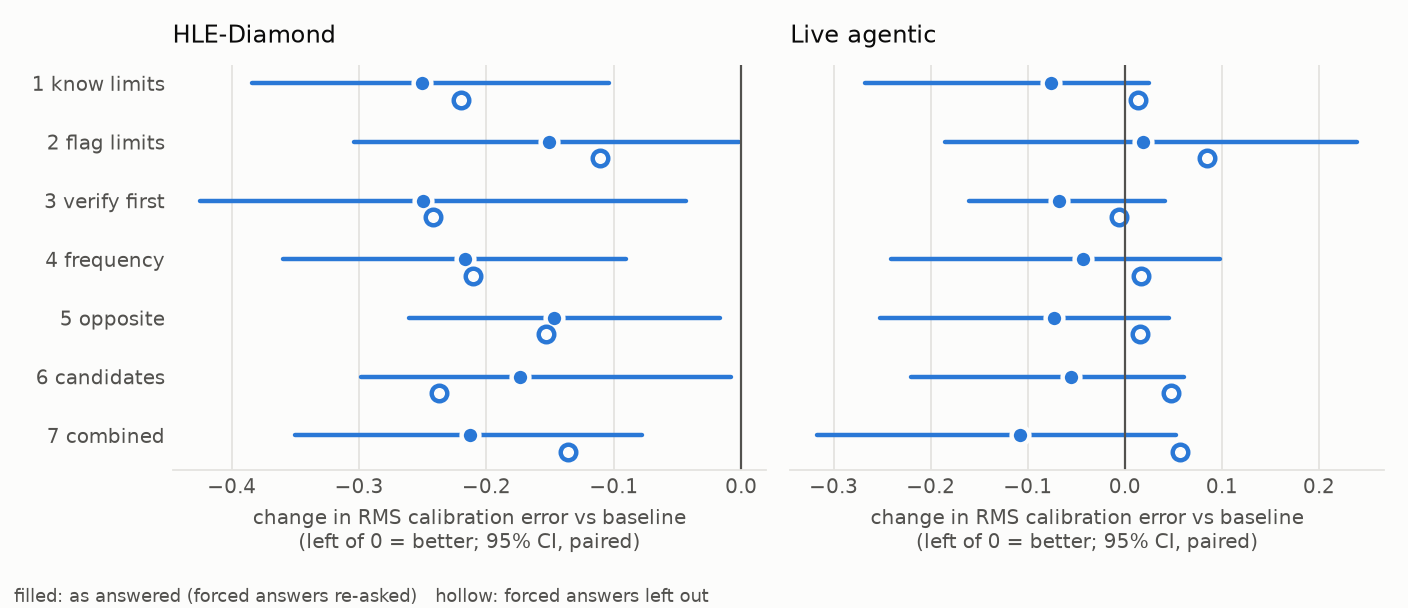 HLE-Diamond
Live agentic
1 know limits
2 flag limits
3 verify first
4 frequency
5 opposite
6 candidates
7 combined
−0.4 −0.3 −0.2 −0.1 0.0
−0.3 −0.2 −0.1 0.0 0.1 0.2
change in RMS calibration error vs baseline
(left of 0 = better; 95% CI, paired)
change in RMS calibration error vs baseline
(left of 0 = better; 95% CI, paired)
filled: as answered (forced answers re-asked) hollow: forced answers left out